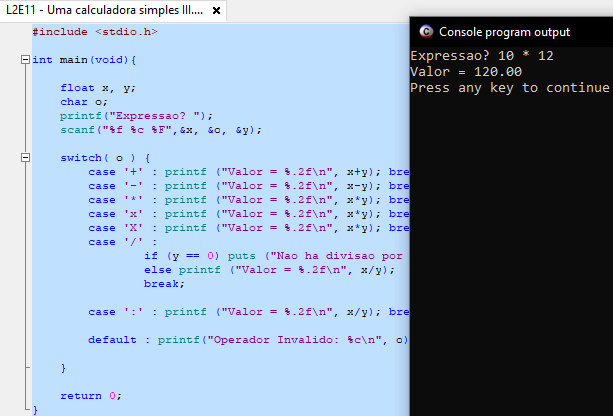 L2E11 - Uma calculadora simples III....
#include <stdio.h>
int main(void){
float x, y;
char o;
printf("Expressao? ");
scanf("%f %c %F",&x, &o, &y);
switch( o ) {
case '+' : printf ("Valor = %.2f\n", x+y); bre
case '-' : printf ("Valor = %.2f\n", x-y); bre
case '*' : printf ("Valor = %.2f\n", x*y); bre
case 'x' : printf ("Valor = %.2f\n", x*y); bre
case 'X' : printf ("Valor = %.2f\n", x*y); bre
case '/' :
if (y == 0) puts ("Nao ha divisao por
else printf ("Valor = %.2f\n", x/y);
break;
case ':' : printf ("Valor = %.2f\n", x/y); bre
default : printf("Operador Invalido: %c\n", o)
}
return 0;
}
Console program output
Expressao? 10 * 12
Valor = 120.00
Press any key to continue